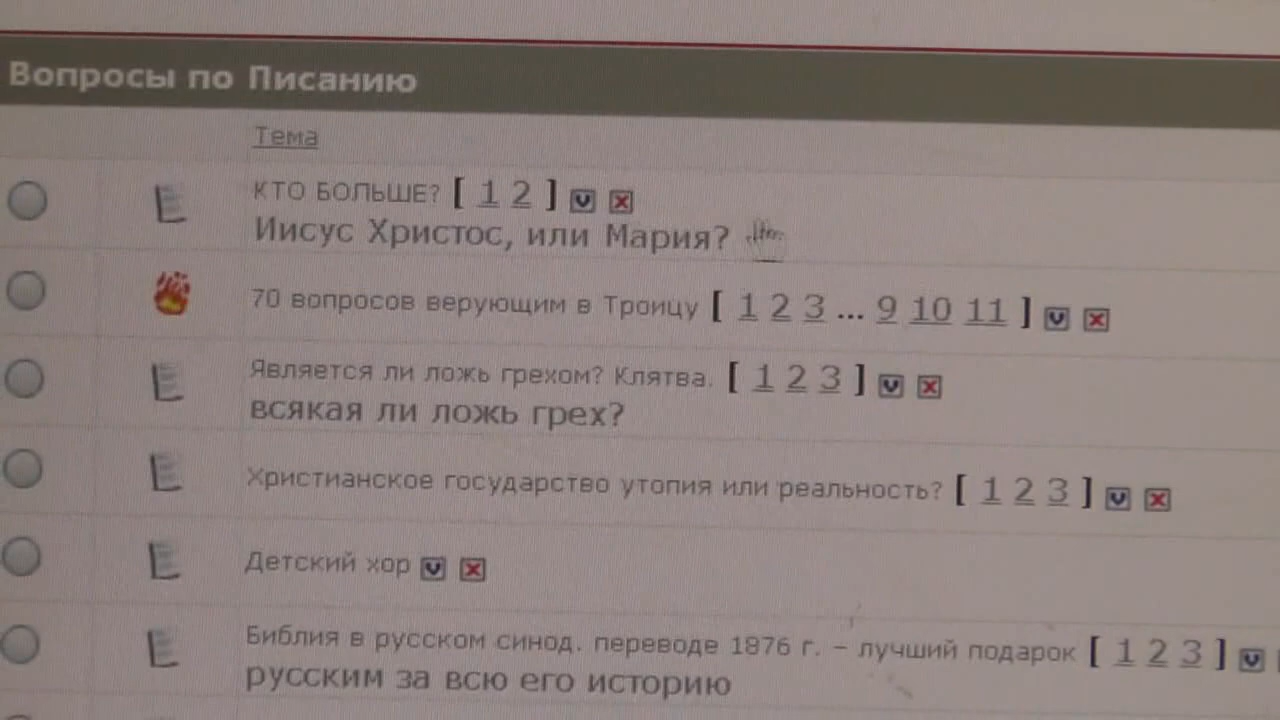 Вопросы по Писанию
Тема
КТО БОЛЬШЕ? [ 1 2 ]
Иисус Христос, или Мария?
70 вопросов верующим в Троицу [ 1 2 3 ... 9 10 11 ]
Является ли ложь грехом? Клятва. [ 1 2 3 ]
всякая ли ложь грех?
Христианское государство утопия или реальность? [ 1 2 3 ]
Детский хор
Библия в русском синод. переводе 1876 г. – лучший подарок [ 1 2 3 ]
русским за всю его историю